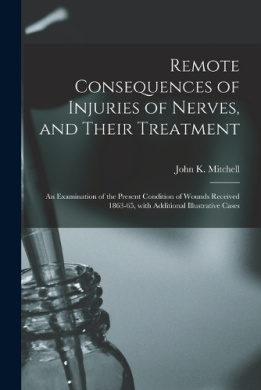 Remote
Consequences of
Injuries of Nerves,
and Their Treatment
John K. Mitchell
An Examination of the Present Condition of Wounds Received
1863-65, with Additional Illustrative Cases